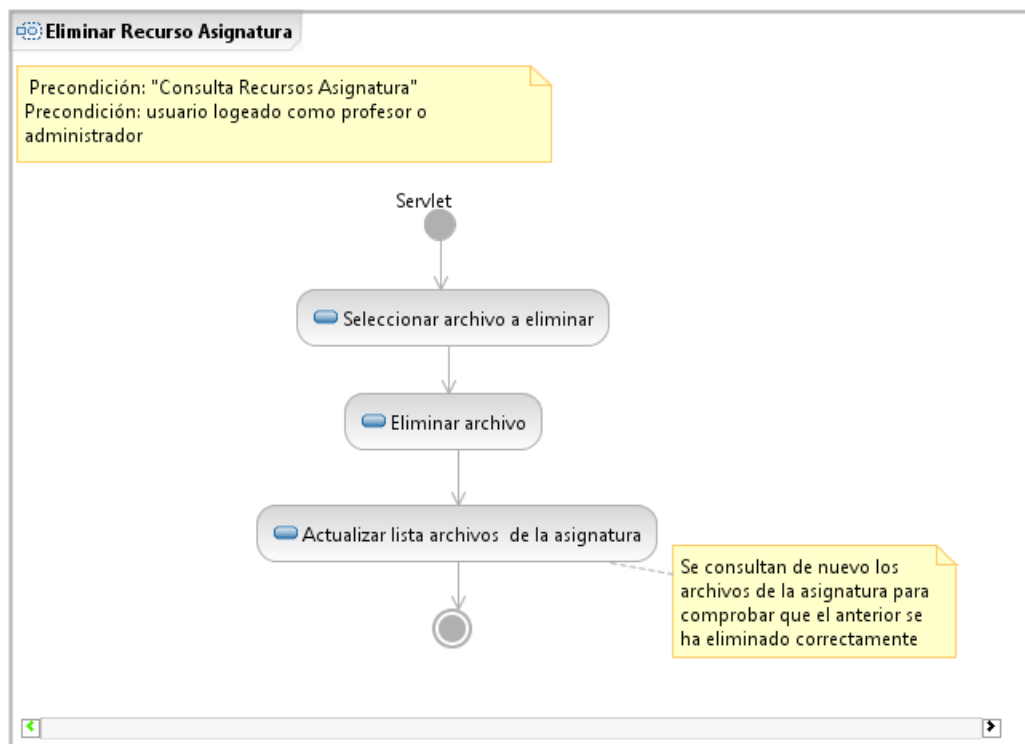 Eliminar Recurso Asignatura
Precondición: "Consulta Recursos Asignatura"
Precondición: usuario logeado como profesor o
administrador
Servlet
Seleccionar archivo a eliminar
Eliminar archivo
Actualizar lista archivos  de la asignatura
Se consultan de nuevo los
archivos de la asignatura para
comprobar que el anterior se
ha eliminado correctamente